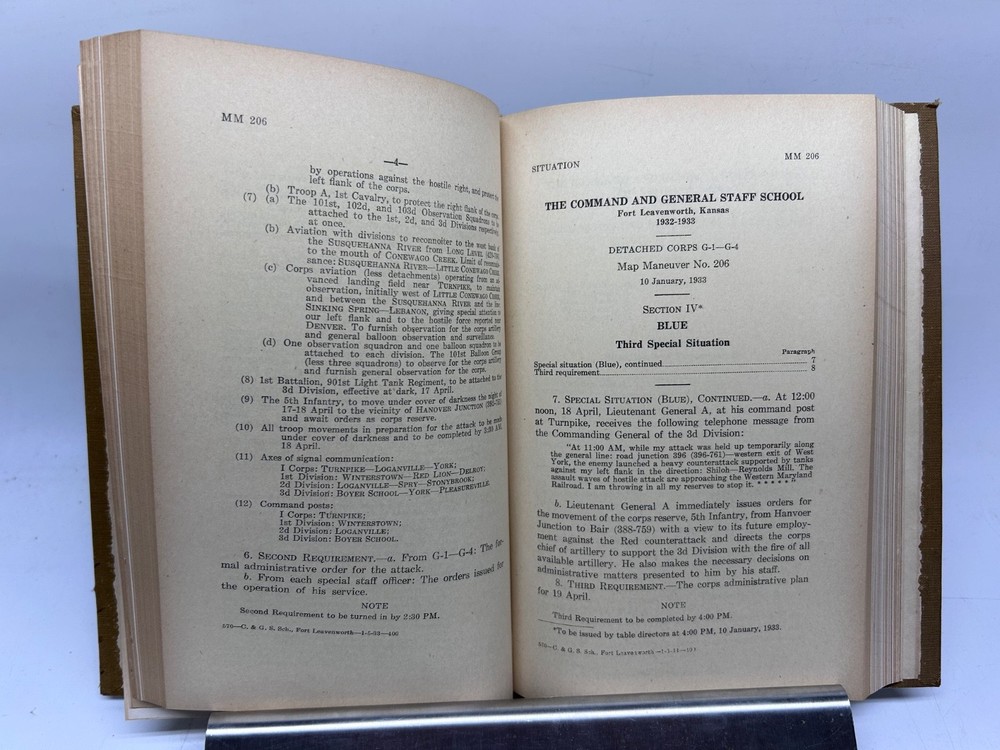 MM 206
—4—
by operations against the hostile right, and protect the
left flank of the corps.
(b) Troop A, 1st Cavalry, to protect the right flank of the corps.
(7) (a) The 101st, 102d, and 103d Observation Squadrons to be
attached to the 1st, 2d, and 3d Divisions respectively,
at once.
(b) Aviation with divisions to reconnoiter to the west bank of
the SUSQUEHANNA RIVER from LONG LEVEL
to the mouth of CONEWAGO CREEK. Limit of reconnais-
sance: SUSQUEHANNA RIVER—LITTLE CONEWAGO CREEK.
(c) Corps aviation (less detachments) operating from an ad-
vanced landing field near TURNPIKE, to maintain
observation, initially west of LITTLE CONEWAGO CREEK,
and between the SUSQUEHANNA RIVER and the line
SINKING SPRING—LEBANON, giving special attention to
our left flank and to the hostile force reported near
DENVER. To furnish observation for the corps artillery
and general balloon observation and surveillance.
(d) One observation squadron and one balloon squadron to be
attached to each division. The 101st Balloon Group
(less three squadrons) to observe for the corps artillery
and furnish general observation for the corps.
(8) 1st Battalion, 901st Light Tank Regiment, to be attached to the
3d Division, effective at dark, 17 April.
(9) The 5th Infantry, to move under cover of darkness the night of
17-18 April to the vicinity of HANOVER JUNCTION
and await orders as corps reserve.
(10) All troop movements in preparation for the attack to be made
under cover of darkness and to be completed by 3:30 AM,
18 April.
(11) Axes of signal communication:
I Corps: TURNPIKE—LOGANVILLE—YORK;
1st Division: WINTERSTOWN—RED LION—DELROY;
2d Division: LOGANVILLE—SPRY—STONYBROOK;
3d Division: BOYER SCHOOL—YORK—PLEASUREVILLE.
(12) Command posts:
I Corps: TURNPIKE;
1st Division: WINTERSTOWN;
2d Division: LOGANVILLE;
3d Division: BOYER SCHOOL.
6. SECOND REQUIREMENT.—a. From G-1—G-4: The for-
mal administrative order for the attack.
b. From each special staff officer: The orders issued for
the operation of his service.
NOTE
Second Requirement to be turned in by 2:30 PM.
570—C. & G. S. Sch., Fort Leavenworth—1-5-33—400
SITUATION
MM 206
THE COMMAND AND GENERAL STAFF SCHOOL
Fort Leavenworth, Kansas
1932-1933
DETACHED CORPS G-1—G-4
Map Maneuver No. 206
10 January, 1933
SECTION IV*
BLUE
Third Special Situation
Paragraph
Special situation (Blue), continued 7
Third requirement 8
7. SPECIAL SITUATION (BLUE), CONTINUED.—a. At 12:00
noon, 18 April, Lieutenant General A, at his command post
at Turnpike, receives the following telephone message from
the Commanding General of the 3d Division:
"At 11:00 AM, while my attack was held up temporarily along
the general line: road junction 396 (396-761)—western exit of West
York, the enemy launched a heavy counterattack supported by tanks
against my left flank in the direction: Shiloh—Reynolds Mill. The
assault waves of hostile attack are approaching the Western Maryland
Railroad. I am throwing in all my reserves to stop it. * * * * * *"
b. Lieutenant General A immediately issues orders for
the movement of the corps reserve, 5th Infantry, from Hanvoer
Junction to Bair (388-759) with a view to its future employ-
ment against the Red counterattack and directs the corps
chief of artillery to support the 3d Division with the fire of all
available artillery. He also makes the necessary decisions on
administrative matters presented to him by his staff.
8. THIRD REQUIREMENT.—The corps administrative plan
for 19 April.
NOTE
Third Requirement to be completed by 4:00 PM.
*To be issued by table directors at 4:00 PM, 10 January, 1933.
C. & G. S. Sch., Fort Leavenworth